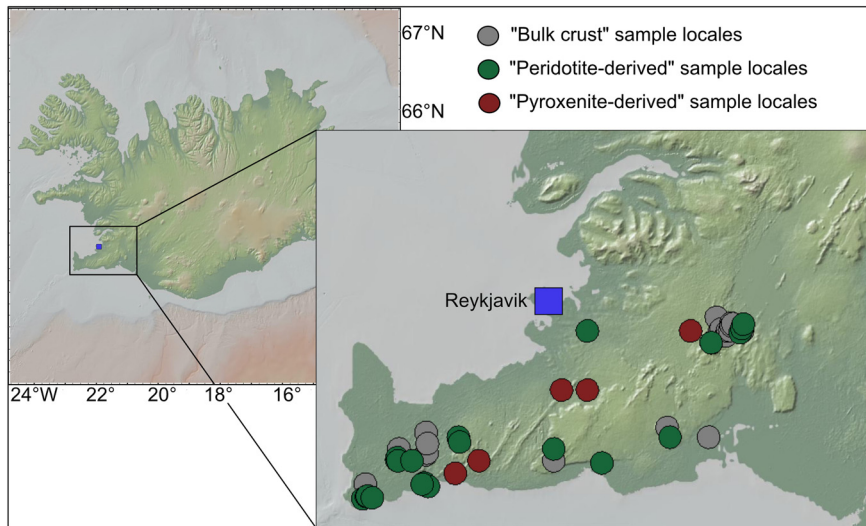 67°N
"Bulk crust" sample locales
"Peridotite-derived" sample locales
"Pyroxenite-derived" sample locales
66°N
Reykjavik
24°W 22° 18° 16°